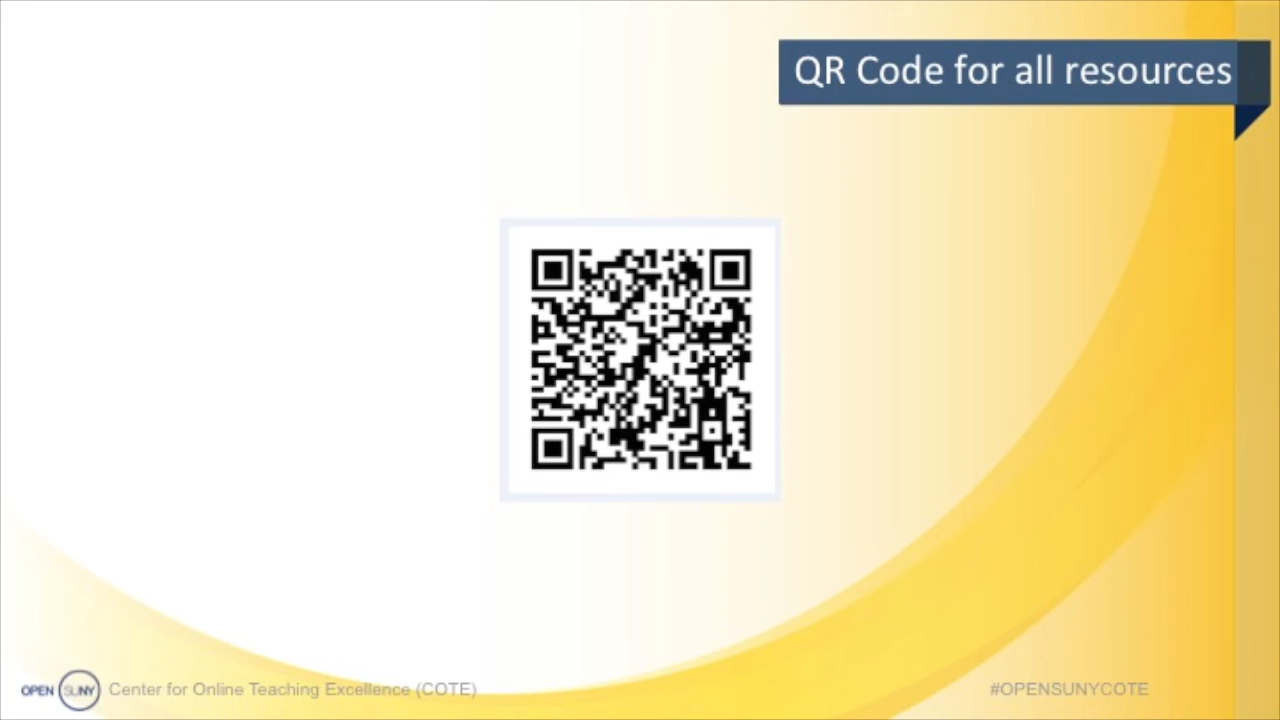 QR Code for all resources
OPEN SUNY Center for Online Teaching Excellence (COTE) #OPENSUNYCOTE